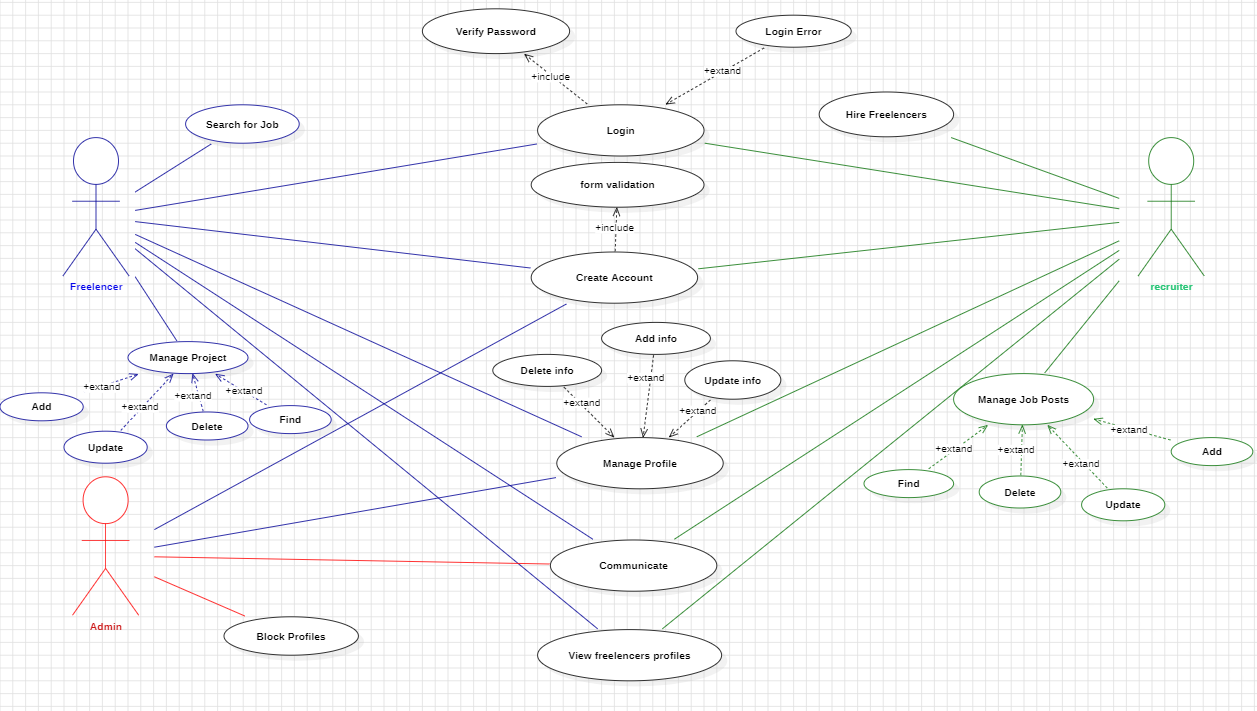 Verify Password
Login Error
+include
+extand
Search for Job
Hire Freelencers
Login
form validation
+include
Create Account
Freelencer
recruiter
Manage Project
+extand
+extand
+extand
+extand
Add
Update
Delete
Find
Add info
Delete info
Update info
+extand
+extand
+extand
Manage Profile
Manage Job Posts
+extand
+extand
+extand
+extand
Find
Delete
Update
Add
Communicate
Admin
Block Profiles
View freelencers profiles